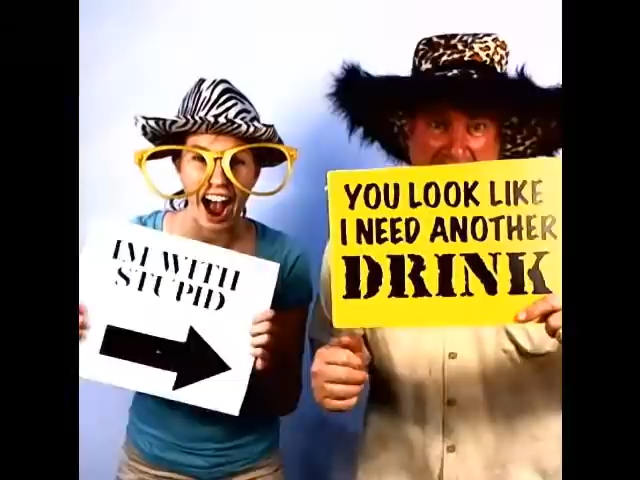 IM WITH
STUPID
YOU LOOK LIKE
I NEED ANOTHER
DRINK